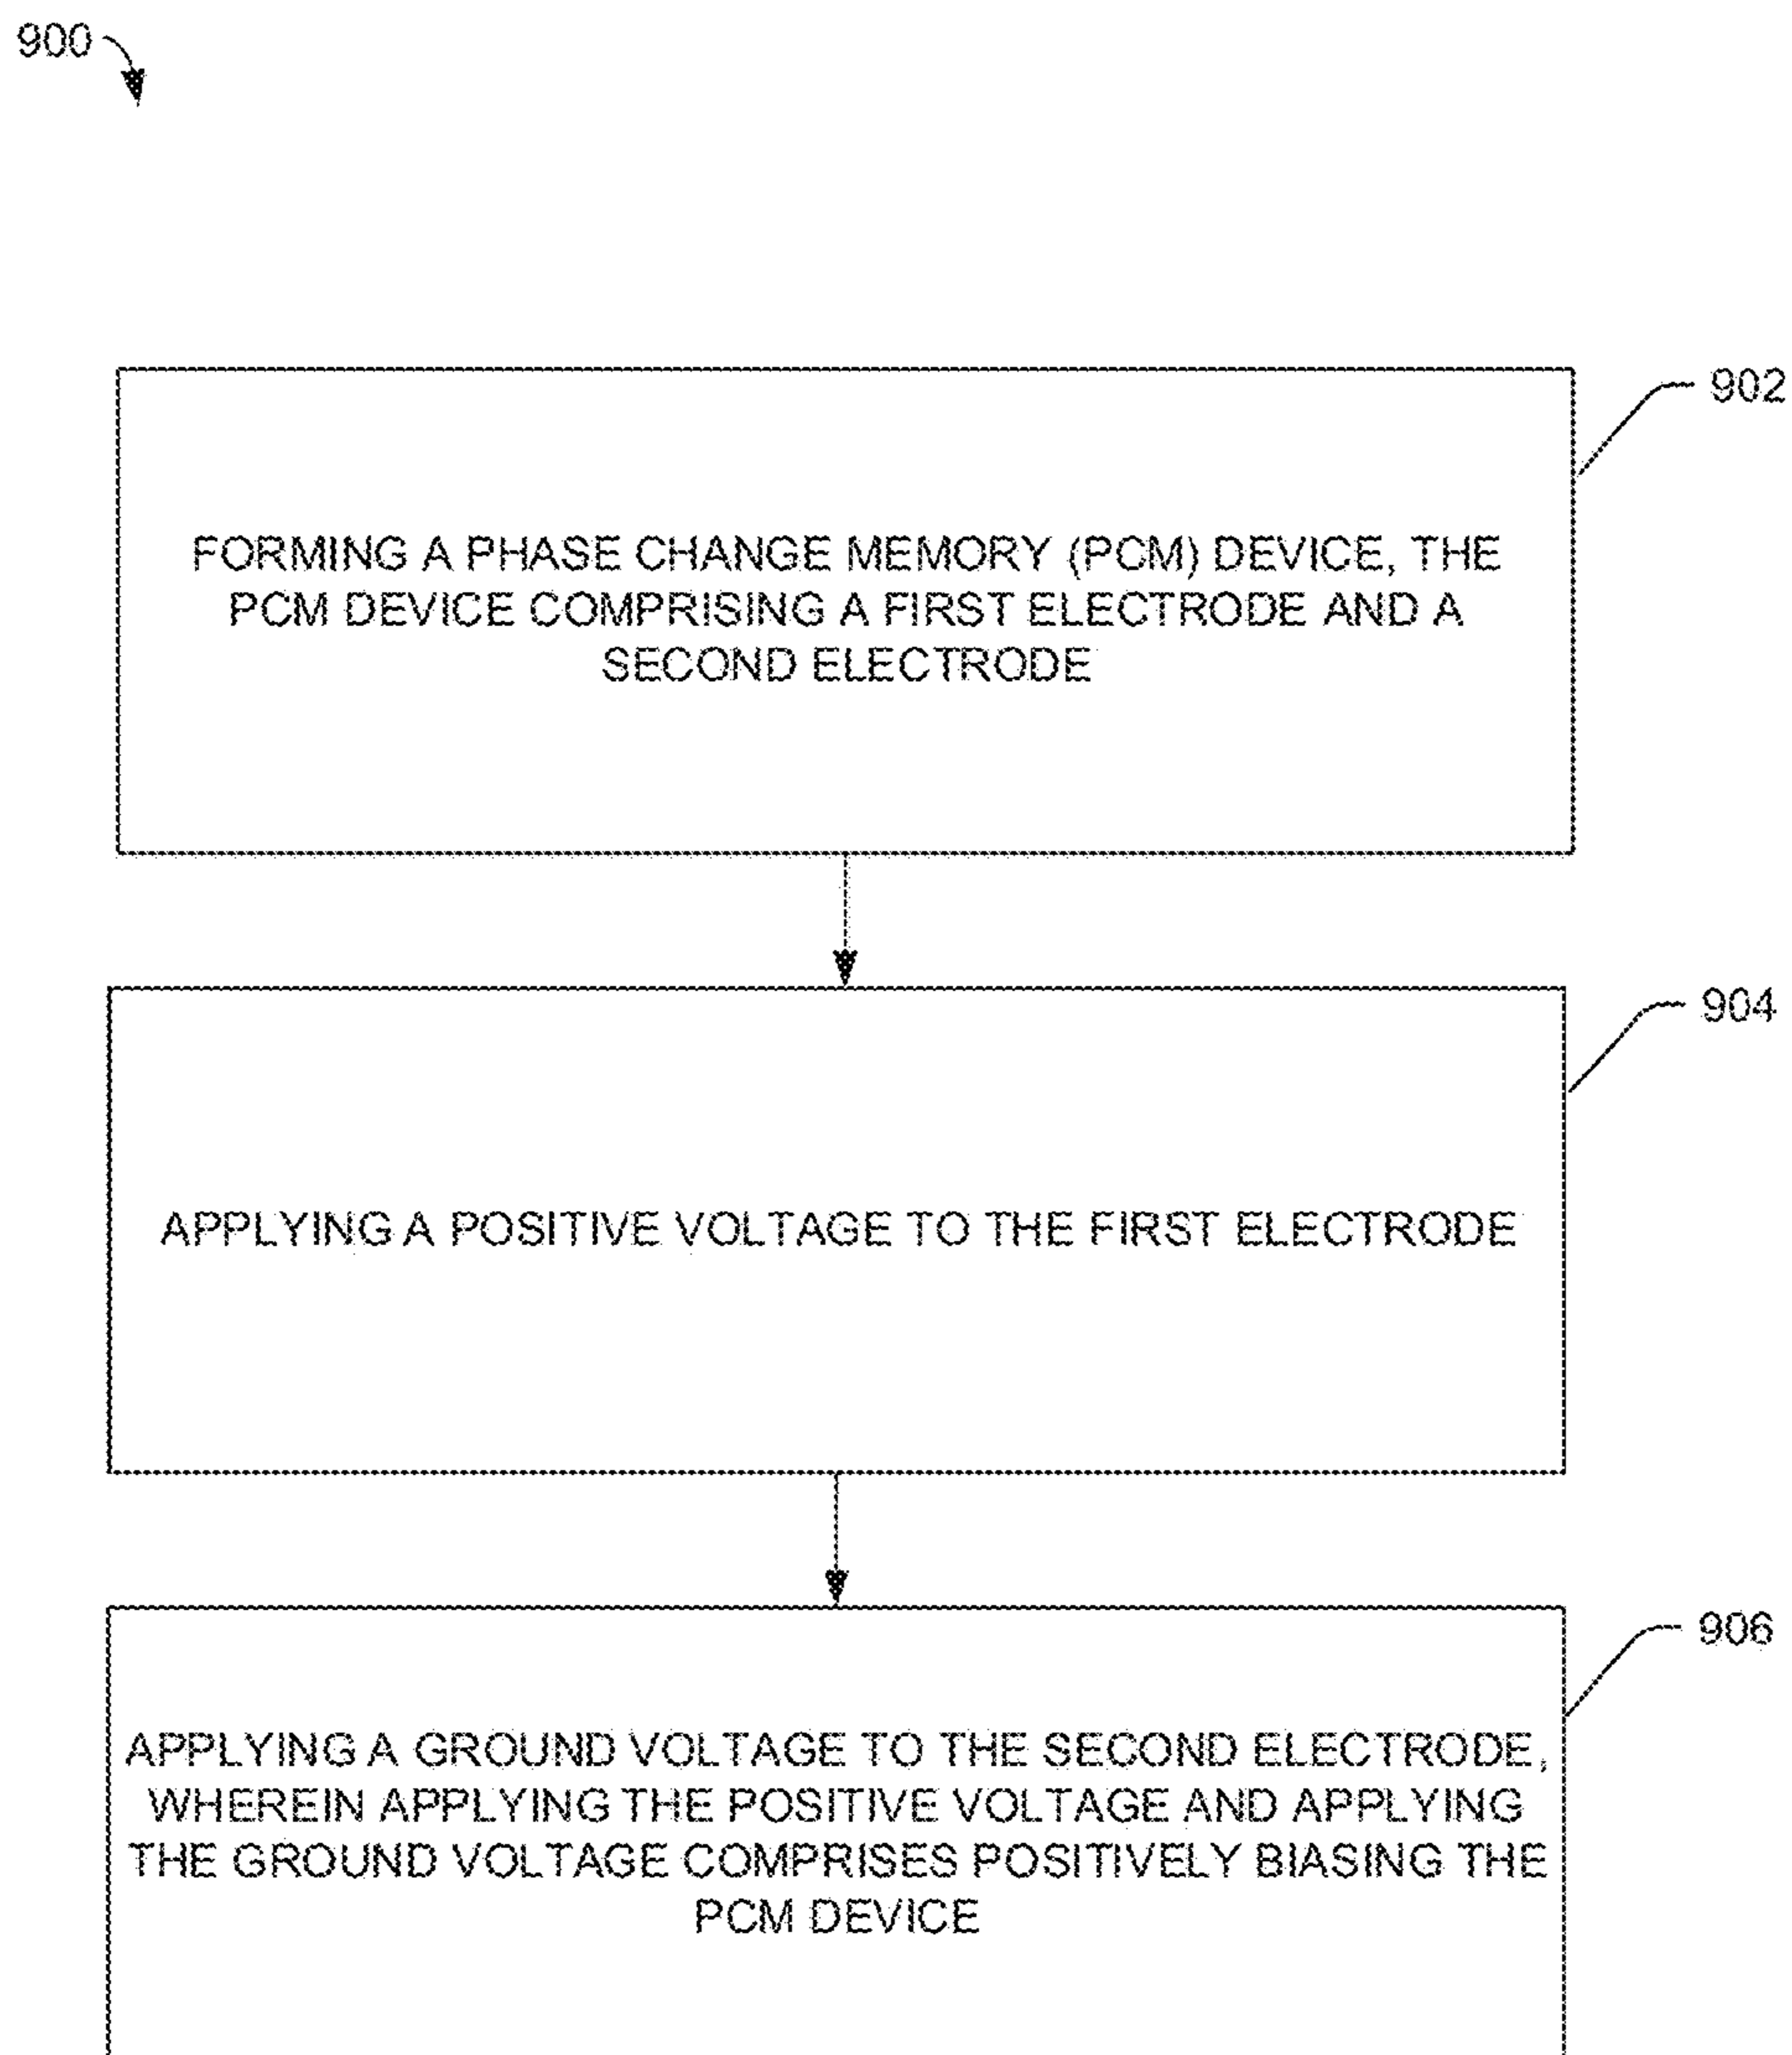 900
902
FORMING A PHASE CHANGE MEMORY (PCM) DEVICE, THE
PCM DEVICE COMPRISING A FIRST ELECTRODE AND A
SECOND ELECTRODE
904
APPLYING A POSITIVE VOLTAGE TO THE FIRST ELECTRODE
906
APPLYING A GROUND VOLTAGE TO THE SECOND ELECTRODE,
WHEREIN APPLYING THE POSITIVE VOLTAGE AND APPLYING
THE GROUND VOLTAGE COMPRISES POSITIVELY BIASING THE
PCM DEVICE